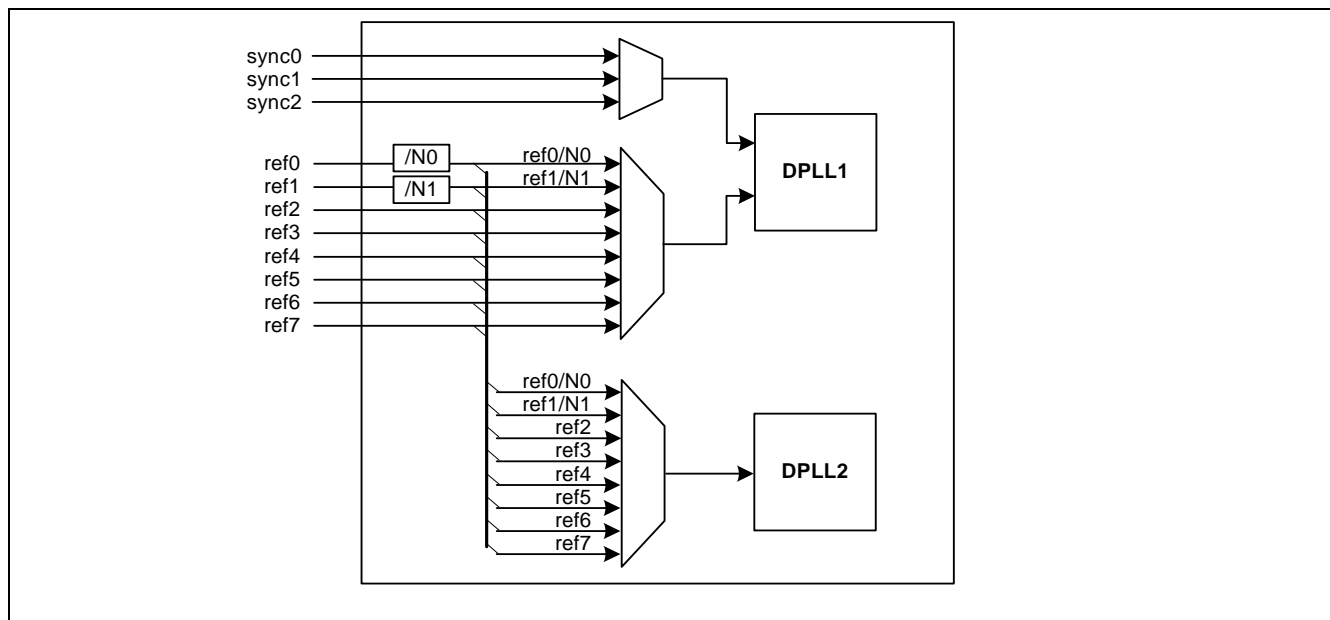 sync0
sync1
sync2
ref0
/N0
ref0/N0
ref1
/N1
ref1/N1
ref2
ref3
ref4
ref5
ref6
ref7
DPLL1
ref0/N0
ref1/N1
ref2
ref3
ref4
ref5
ref6
ref7
DPLL2